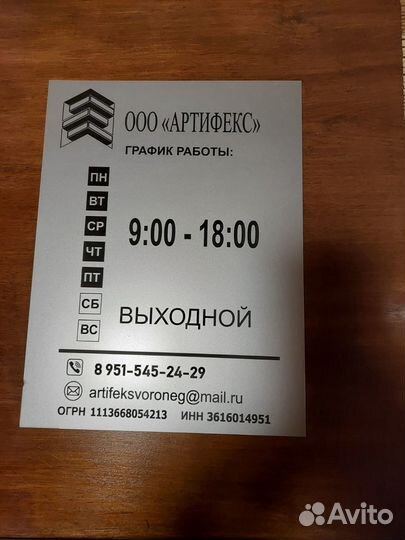 ООО «АРТИФЕКС»
ГРАФИК РАБОТЫ:
ПН
ВТ
СР
ЧТ
ПТ
9:00 - 18:00
СБ
ВС
ВЫХОДНОЙ
8 951-545-24-29
artifeksvoroneg@mail.ru
ОГРН 1113668054213 ИНН 3616014951
Avito